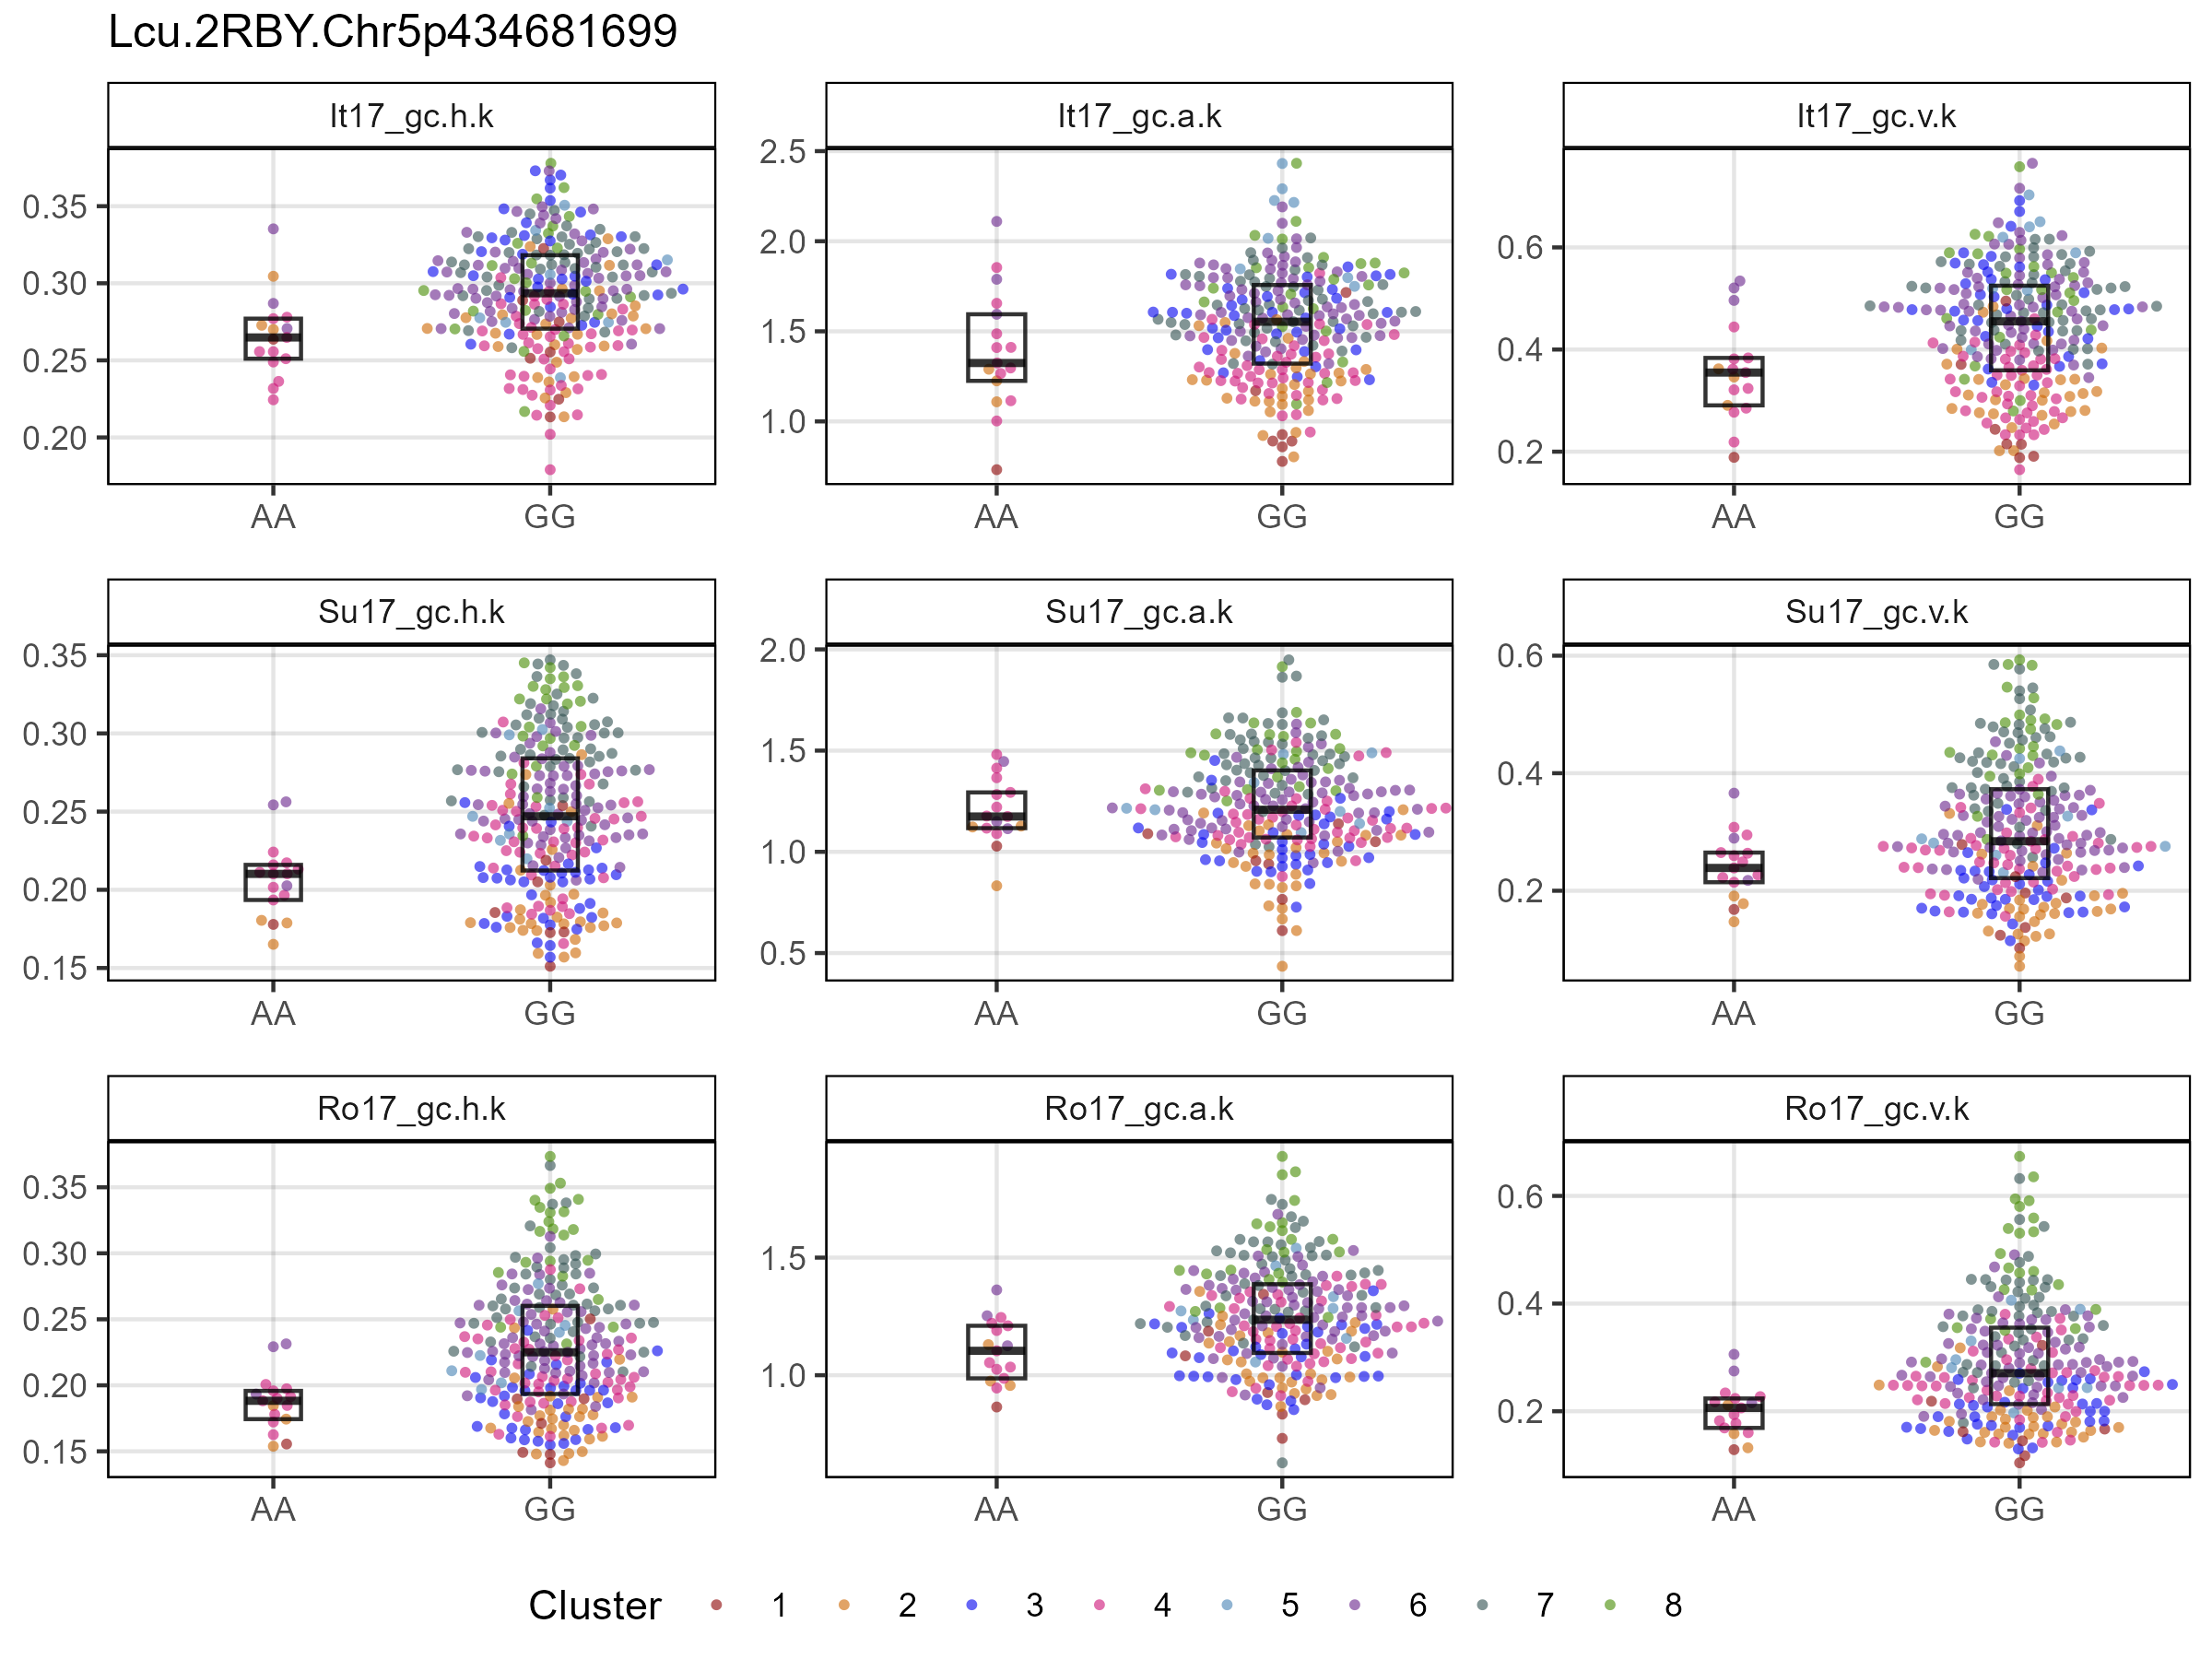 Lcu.2RBY.Chr5p434681699
It17_gc.h.k
It17_gc.a.k
It17_gc.v.k
0.35
0.30
0.25
0.20
AA GG
2.5
2.0
1.5
1.0
AA GG
0.6
0.4
0.2
AA GG
Su17_gc.h.k
Su17_gc.a.k
Su17_gc.v.k
0.35
0.30
0.25
0.20
0.15
AA GG
2.0
1.5
1.0
0.5
AA GG
0.6
0.4
0.2
AA GG
Ro17_gc.h.k
Ro17_gc.a.k
Ro17_gc.v.k
0.35
0.30
0.25
0.20
0.15
AA GG
1.5
1.0
AA GG
0.6
0.4
0.2
AA GG
Cluster 1 2 3 4 5 6 7 8